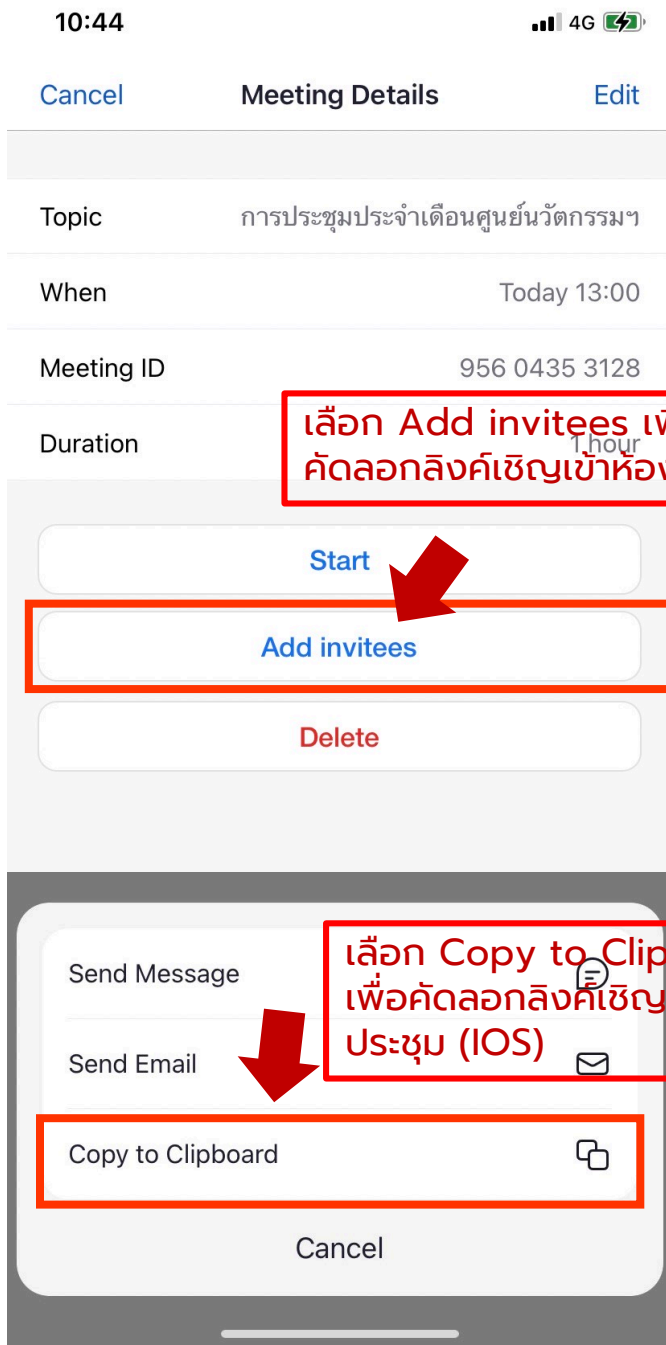 10:44
4G
Cancel Meeting Details Edit
Topic การประชุมประจำเดือนศูนย์นวัตกรรมฯ
When Today 13:00
Meeting ID 956 0435 3128
เลือก Add invitees
Duration 1 hour
คัดลอกลิงค์เชิญเข้าห้อง
Start
Add invitees
Delete
เลือก Copy to Clip
Send Message
เพื่อคัดลอกลิงค์เชิญ
ประชุม (IOS)
Send Email
Copy to Clipboard
Cancel